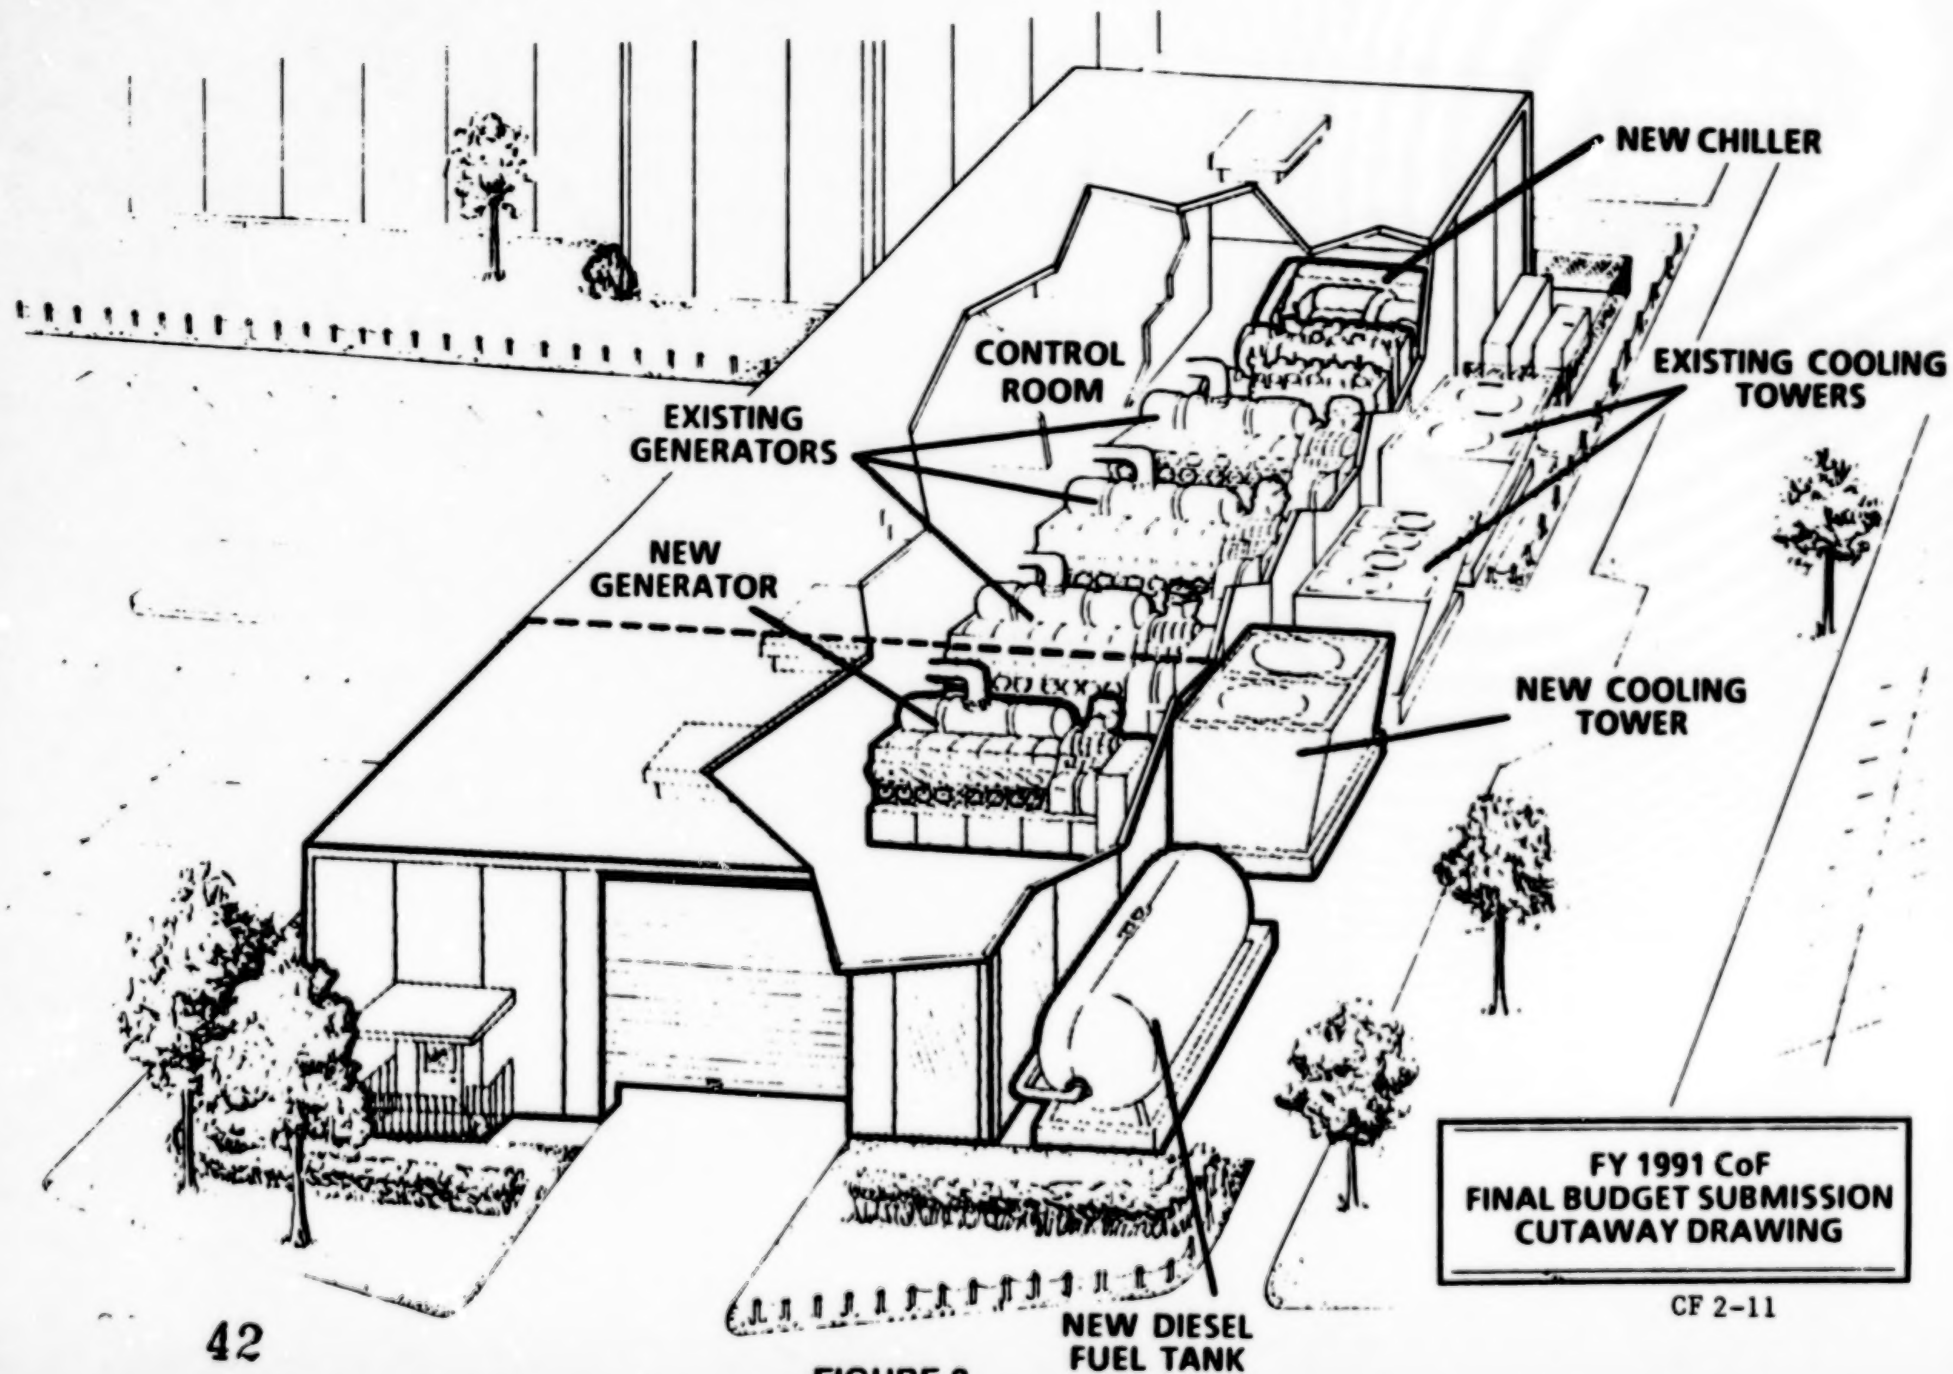 NEW CHILLER
CONTROL
ROOM
EXISTING COOLING
TOWERS
EXISTING
GENERATORS
NEW
GENERATOR
NEW COOLING
TOWER
FY 1991 CoF
FINAL BUDGET SUBMISSION
CUTAWAY DRAWING
CF 2-11
42
NEW DIESEL
FUEL TANK
FIGURE